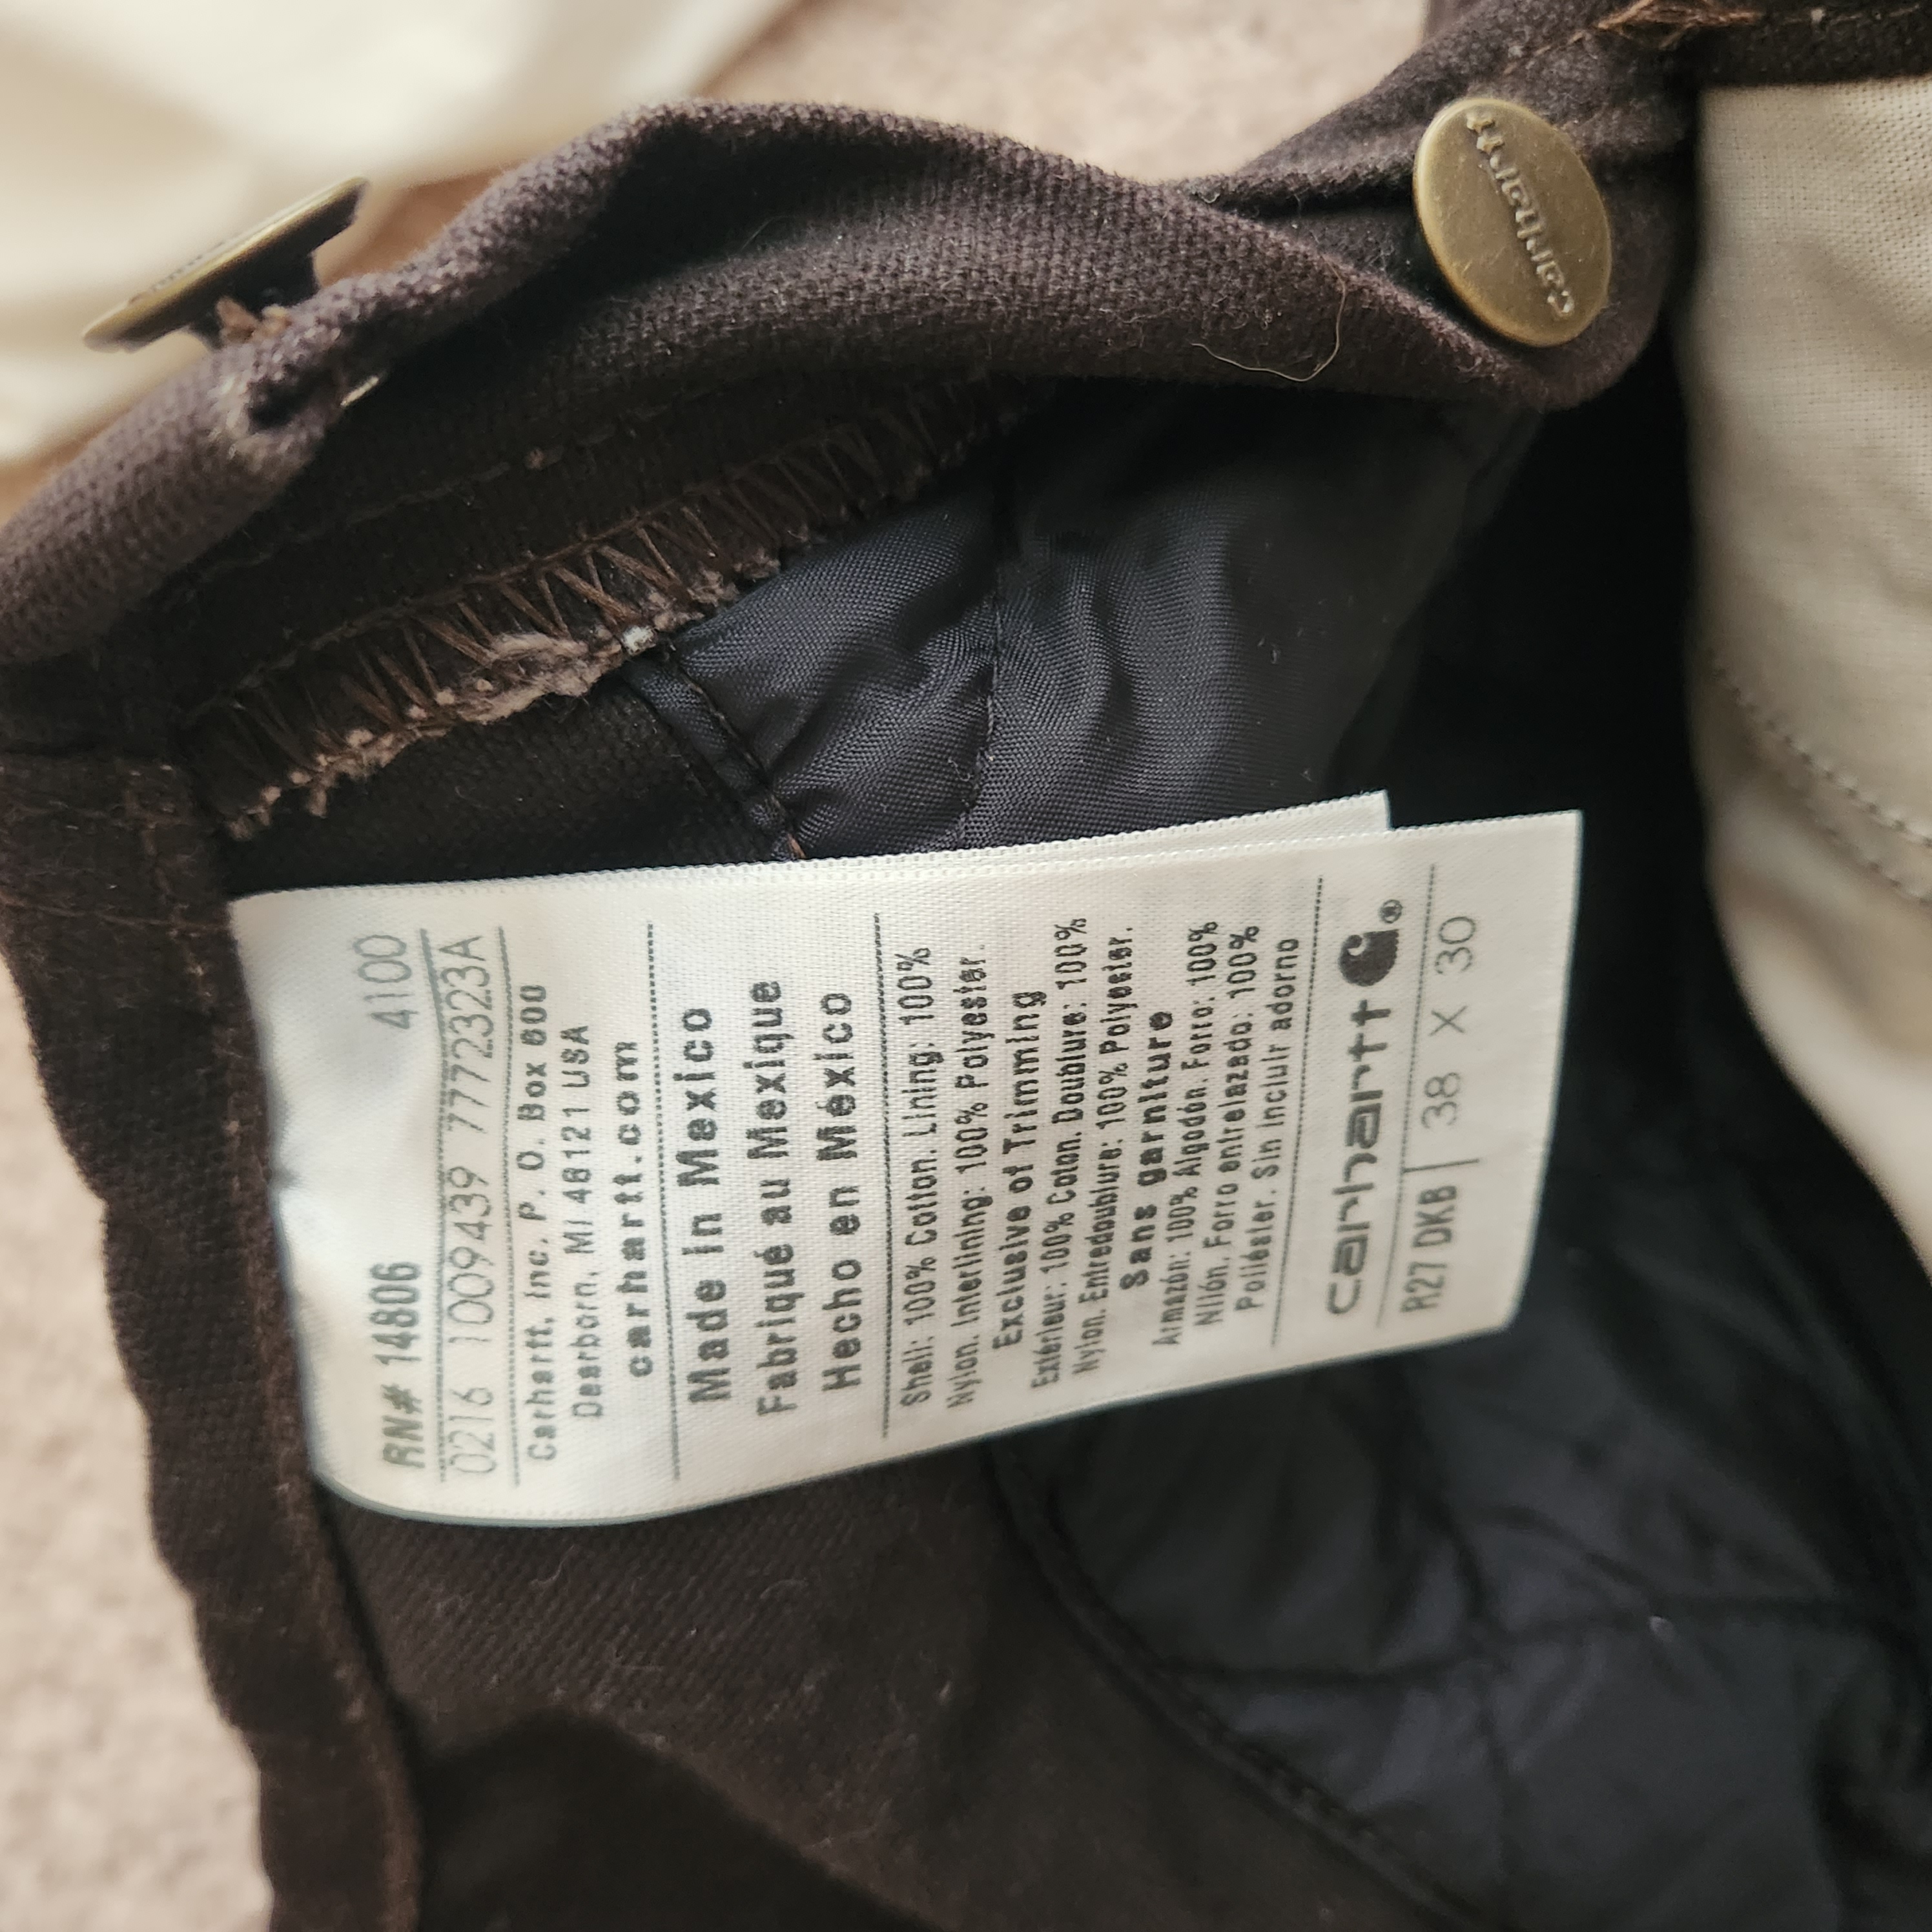 carhartt
RN# 14806 4100
0216 1009439 7772323A
Carhartt, Inc. P. O. Box 600
Dearborn, MI 48121 USA
carhartt.com
Made in Mexico
Fabriqué au Mexique
Hecho en México
Shell: 100% Cotton. Lining: 100%
Nylon. Interlining: 100% Polyester.
Exclusive of Trimming
Extérieur: 100% Coton. Doublure: 100%
Nylon. Entredoublure: 100% Polyester.
Sans garniture
Armazón: 100% Algodón. Forro: 100%
Nilón. Forro entrelazado: 100%
Poliéster. Sin incluir adorno
carhartt ®
R27 DKB | 38 X 30